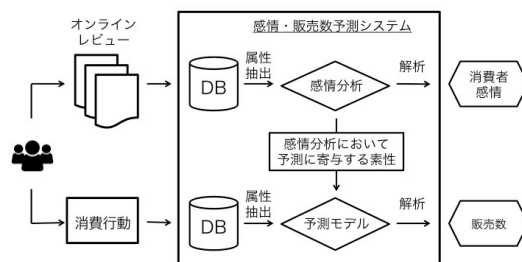 オンライン
レビュー
感情・販売数予測システム
DB
属性
抽出
感情分析
解析
消費者
感情
感情分析において
予測に寄与する素性
消費行動
DB
属性
抽出
予測モデル
解析
販売数